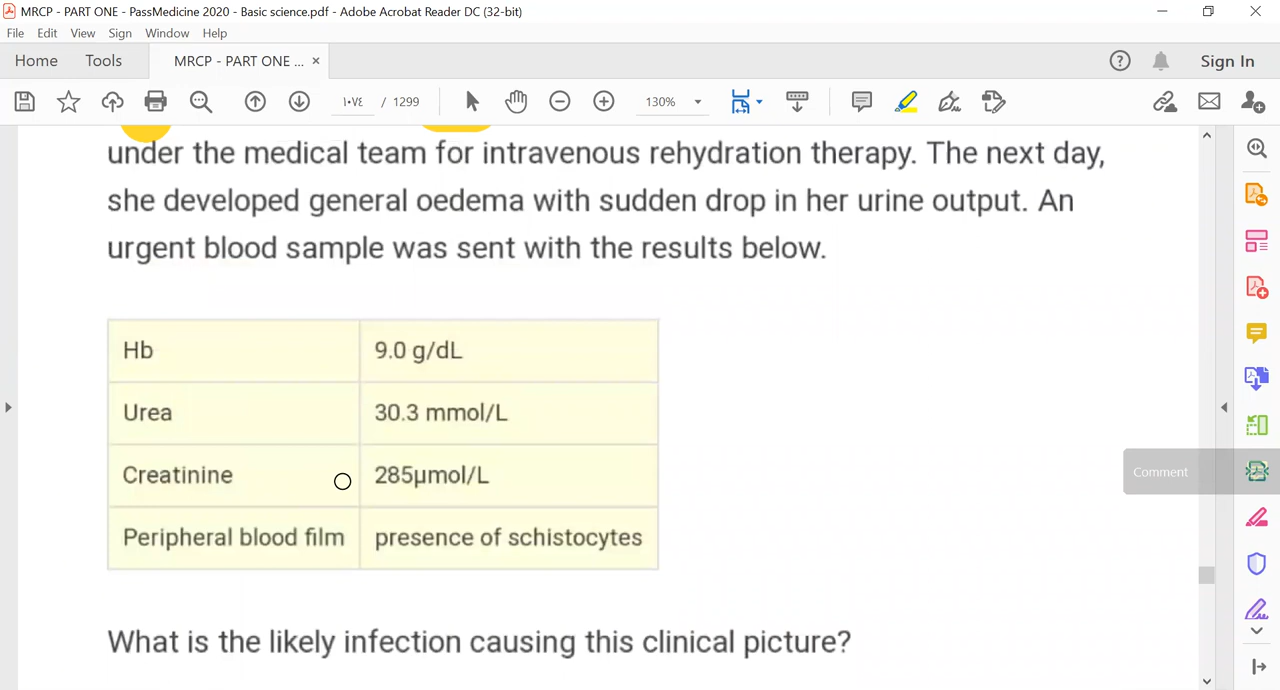 MRCP - PART ONE - PassMedicine 2020 - Basic science.pdf - Adobe Acrobat Reader DC (32-bit)
File Edit View Sign Window Help
Home Tools MRCP - PART ONE ... × Sign In
١٠٧٤ / 1299 130%
under the medical team for intravenous rehydration therapy. The next day,
she developed general oedema with sudden drop in her urine output. An
urgent blood sample was sent with the results below.
Hb 9.0 g/dL
Urea 30.3 mmol/L
Creatinine 285µmol/L
Comment
Peripheral blood film presence of schistocytes
What is the likely infection causing this clinical picture?